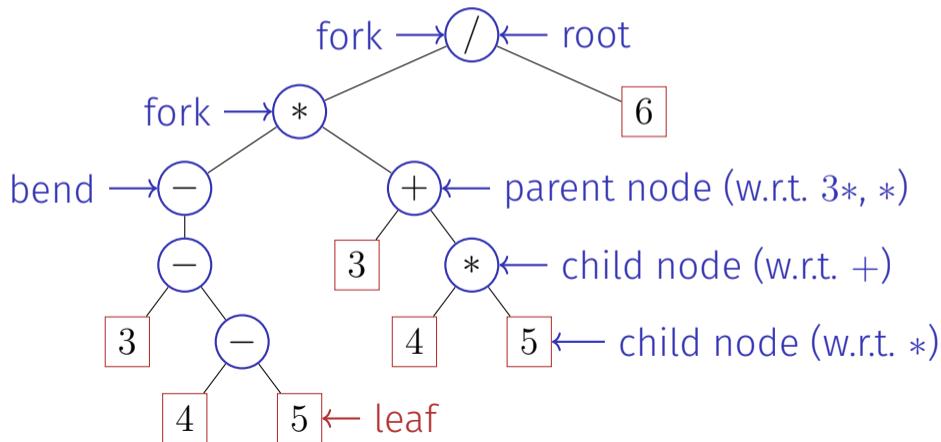 fork / root
fork * 6
bend − + parent node (w.r.t. 3*, *)
− 3 * child node (w.r.t. +)
3 − 4 5 child node (w.r.t. *)
4 5 leaf